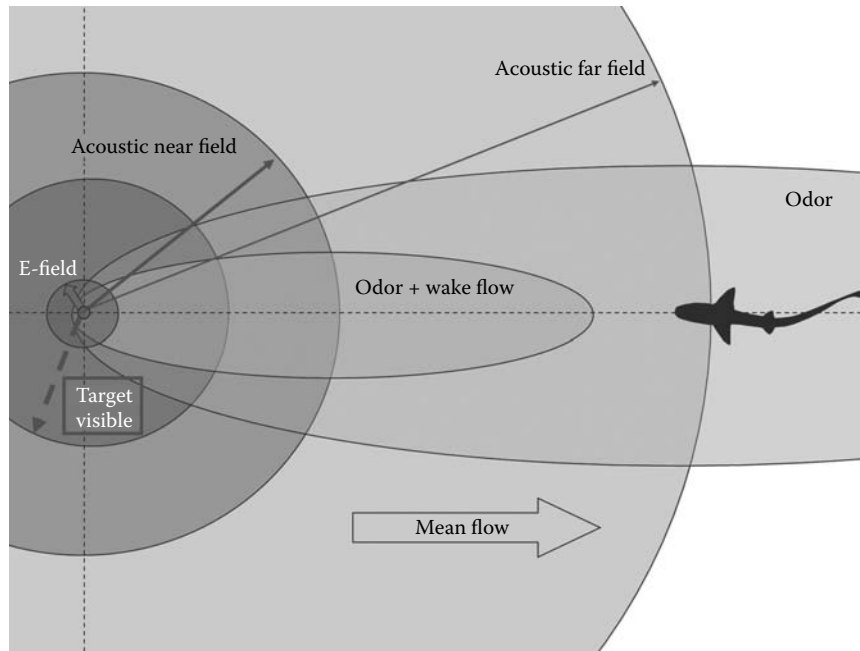 Acoustic far field
Acoustic near field
Odor
E-field
Odor + wake flow
Target
visible
Mean flow